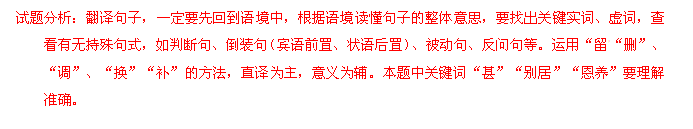 试题分析：翻译句子，一定要先回到语境中，根据语境读懂句子的整体意思，要找出关键实词、虚词，查
看有无持殊句式，如判断句、倒装句(宾语前置、状语后置)、被动句、反问句等。运用“留“删”、
“调”、“换”“补”的方法，直译为主，意义为辅。本题中关键词“甚”“别居”“恩养”要理解
准确。